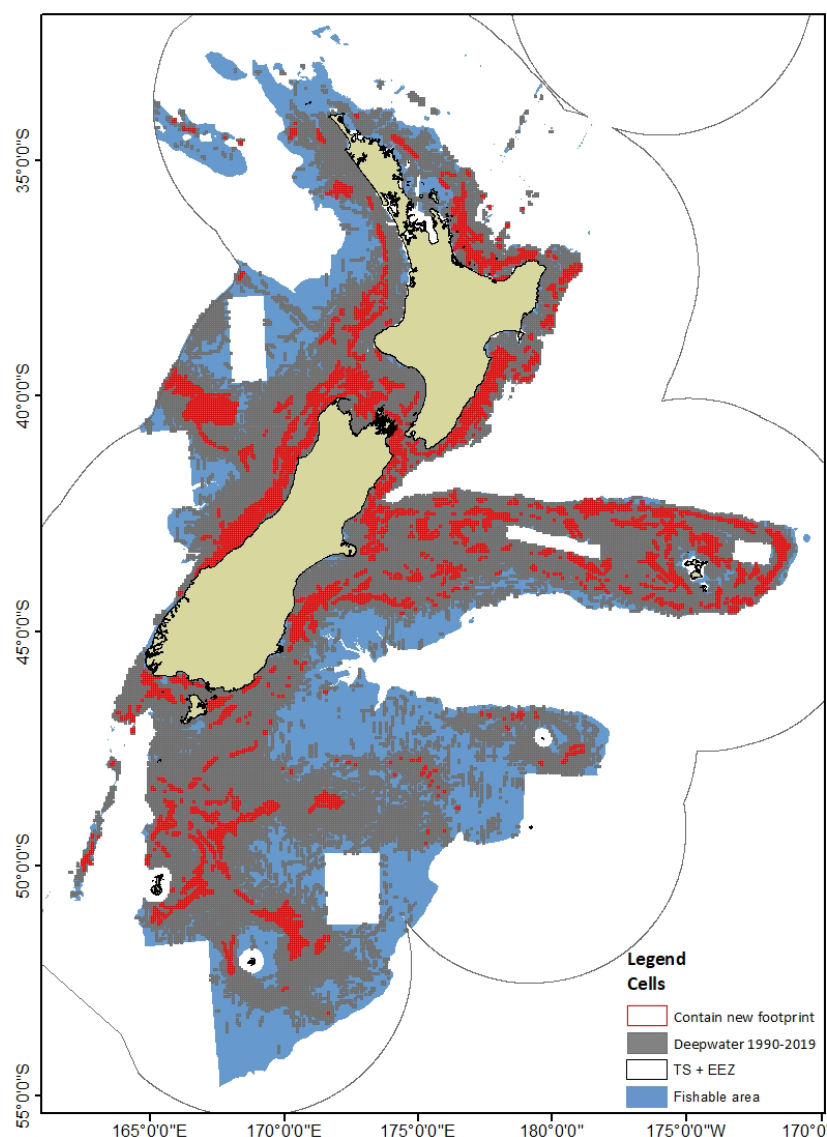 35°0'0"S
40°0'0"S
45°0'0"S
50°0'0"S
55°0'0"S
Legend
Cells
Contain new footprint
Deepwater 1990-2019
TS + EEZ
Fishable area
165°0'0"E 170°0'0"E 175°0'0"E 180°0'0" 175°0'0"W 170°0'